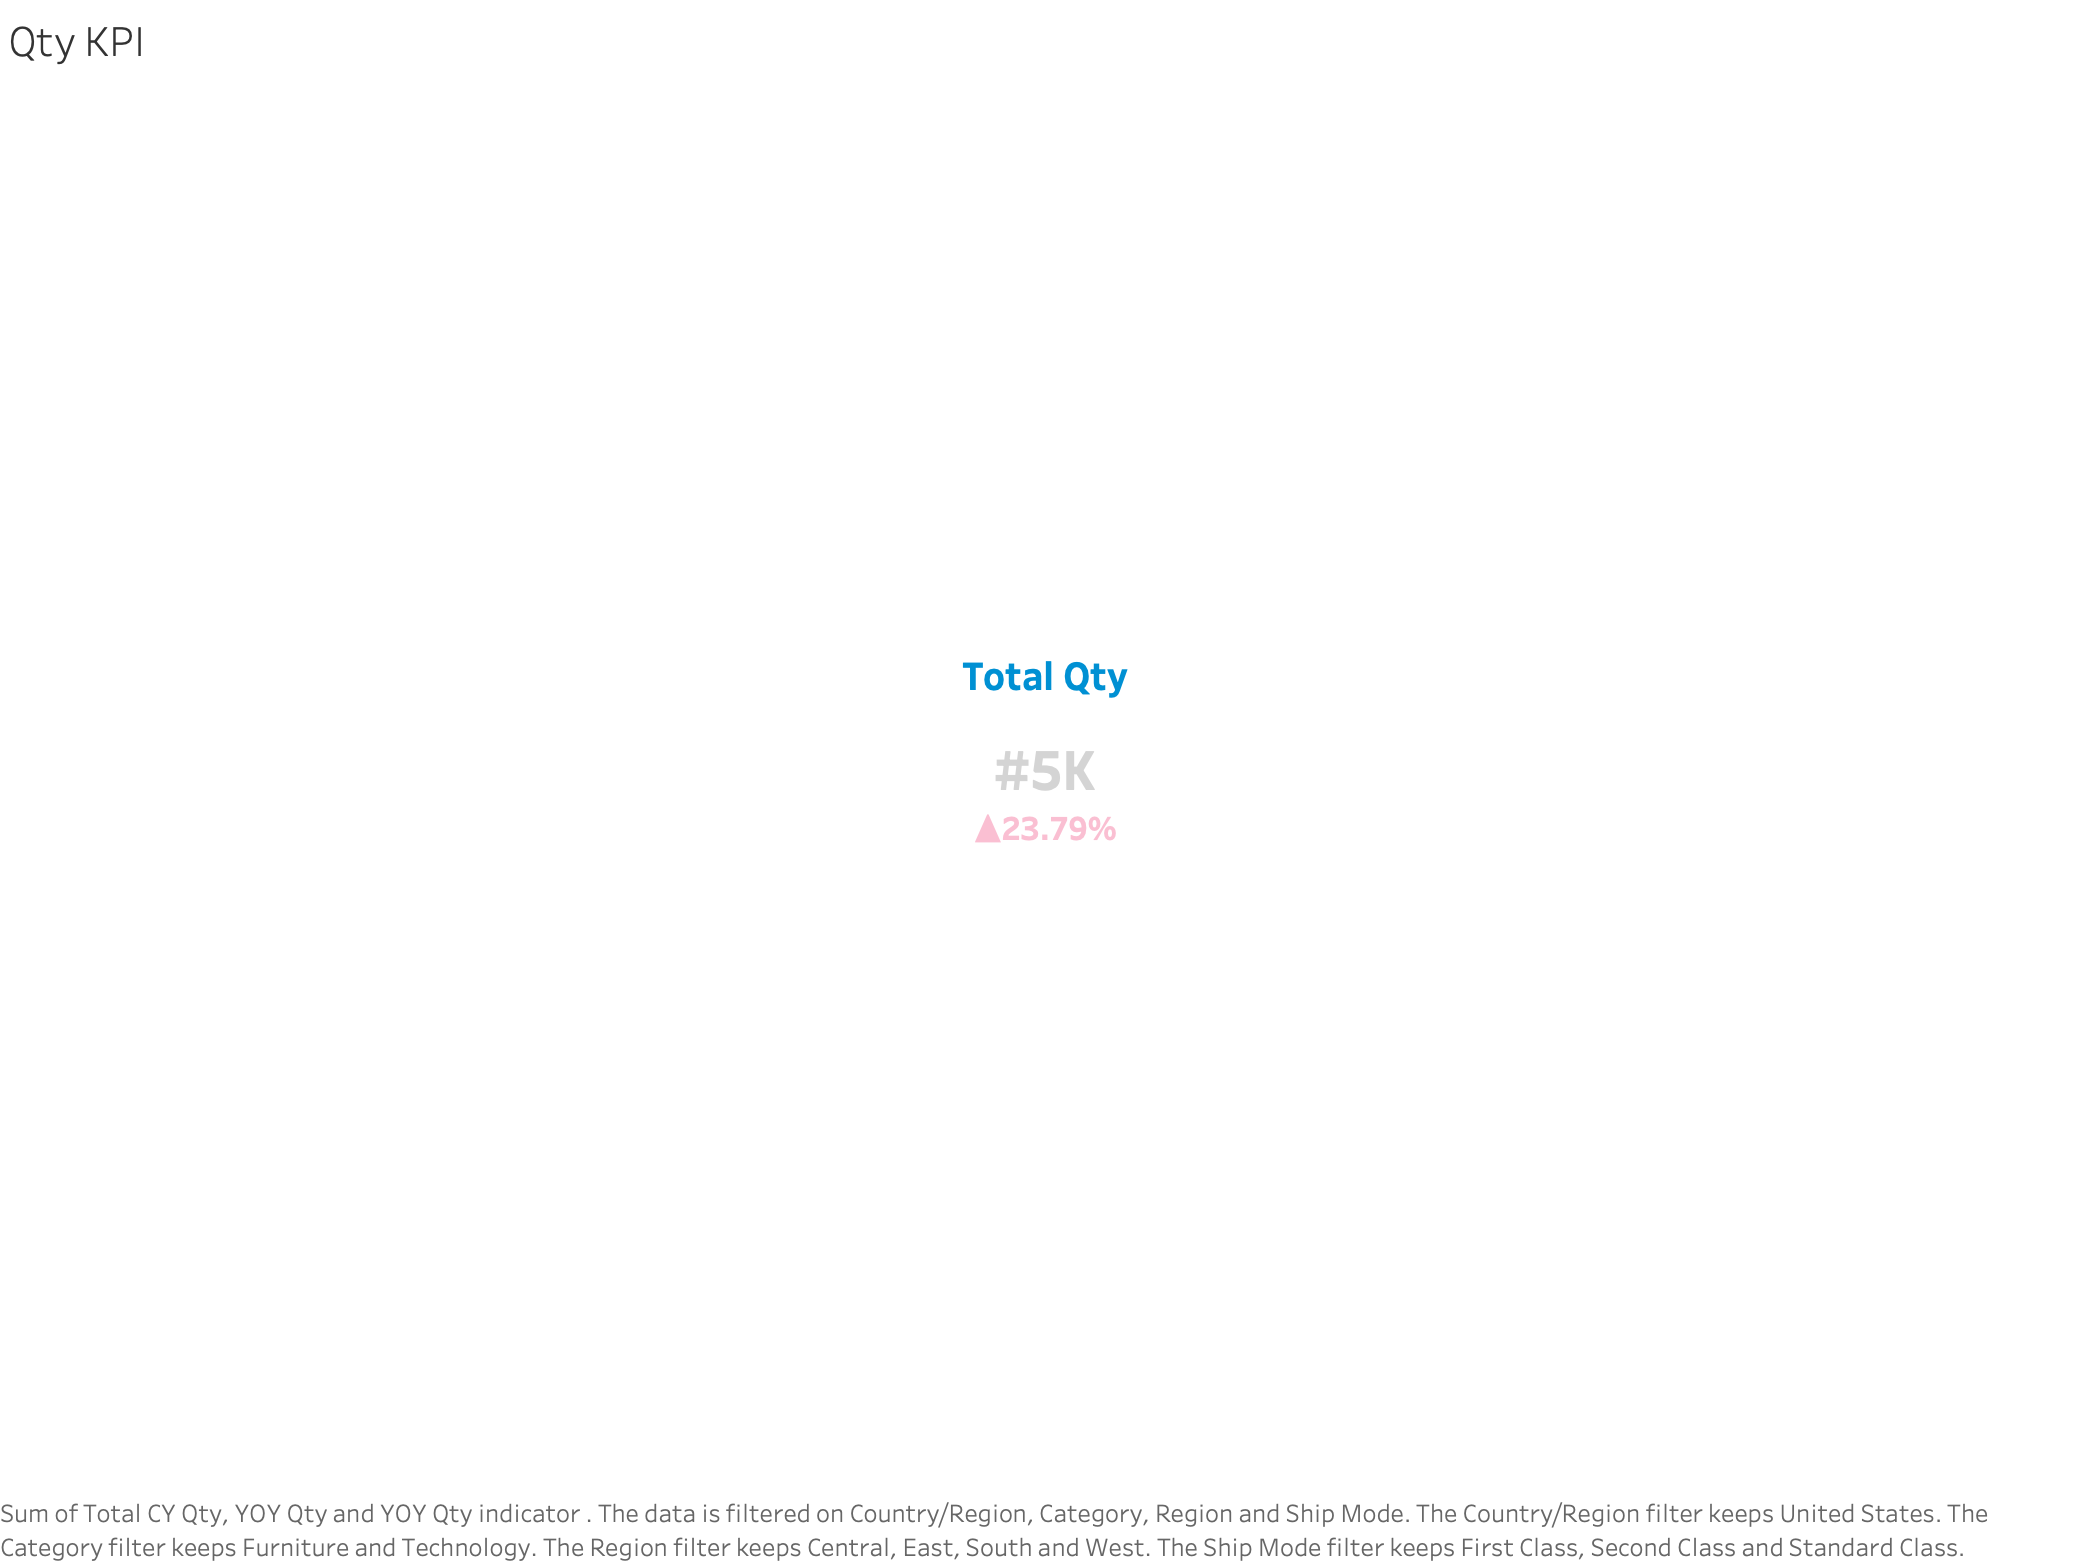 Qty KPI
Total Qty
#5K
▲23.79%
Sum of Total CY Qty, YOY Qty and YOY Qty indicator . The data is filtered on Country/Region, Category, Region and Ship Mode. The Country/Region filter keeps United States. The
Category filter keeps Furniture and Technology. The Region filter keeps Central, East, South and West. The Ship Mode filter keeps First Class, Second Class and Standard Class.